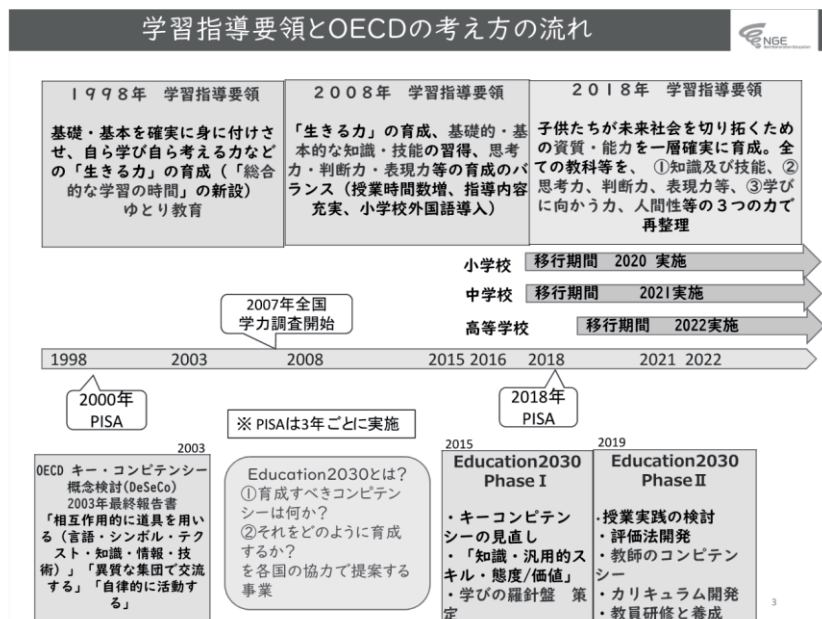 学習指導要領とOECDの考え方の流れ
NGE
1998年 学習指導要領
基礎・基本を確実に身に付けさ
せ、自ら学び自ら考える力など
の「生きる力」の育成（「総合
的な学習の時間」の新設）
ゆとり教育
2008年 学習指導要領
「生きる力」の育成、基礎的・基
本的な知識・技能の習得、思考
力・判断力・表現力等の育成のバ
ランス（授業時間数増、指導内容
充実、小学校外国語導入）
2018年 学習指導要領
子供たちが未来社会を切り拓くため
の資質・能力を一層確実に育成。全
ての教科等を、①知識及び技能、②
思考力、判断力、表現力等、③学び
に向かう力、人間性等の３つの力で
再整理
小学校 移行期間 2020 実施
中学校 移行期間 2021実施
高等学校 移行期間 2022実施
2007年全国
学力調査開始
1998 2003 2008 2015 2016 2018 2021 2022
2000年
PISA
※ PISAは3年ごとに実施
2018年
PISA
2003
OECD キー・コンピテンシー
概念検討(DeSeCo)
2003年最終報告書
「相互作用的に道具を用い
る（言語・シンボル・テク
スト・知識・情報・技
術）」「異質な集団で交流
する」「自律的に活動す
る」
Education2030とは？
①育成すべきコンピテン
シーは何か？
②それをどのように育成
するか？
を各国の協力で提案する
事業
2015
Education2030
Phase Ⅰ
・キーコンピテン
シーの見直し
・「知識・汎用的ス
キル・態度/価値」
・学びの羅針盤 策
定
2019
Education2030
Phase Ⅱ
・授業実践の検討
・評価法開発
・教師のコンピテン
シー
・カリキュラム開発
・教員研修と養成
3